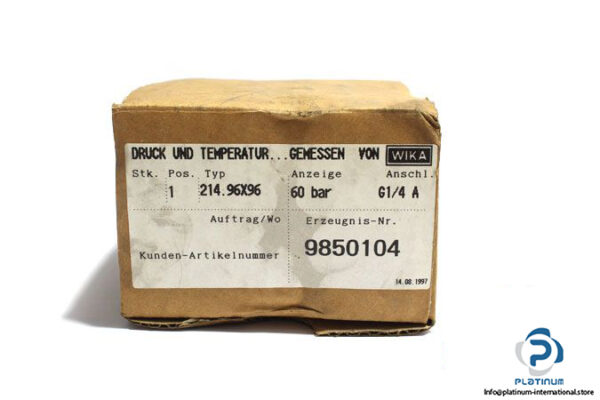 DRUCK UND TEMPERATUR...GEMESSEN VON WIKA
Stk. Pos. Typ Anzeige Anschl.
1 214.96X96 60 bar G1/4 A
Auftrag/Wo Erzeugnis-Nr.
9850104
Kunden-Artikelnummer
14.08.1997
PLATINUM
Info@platinum-international.store